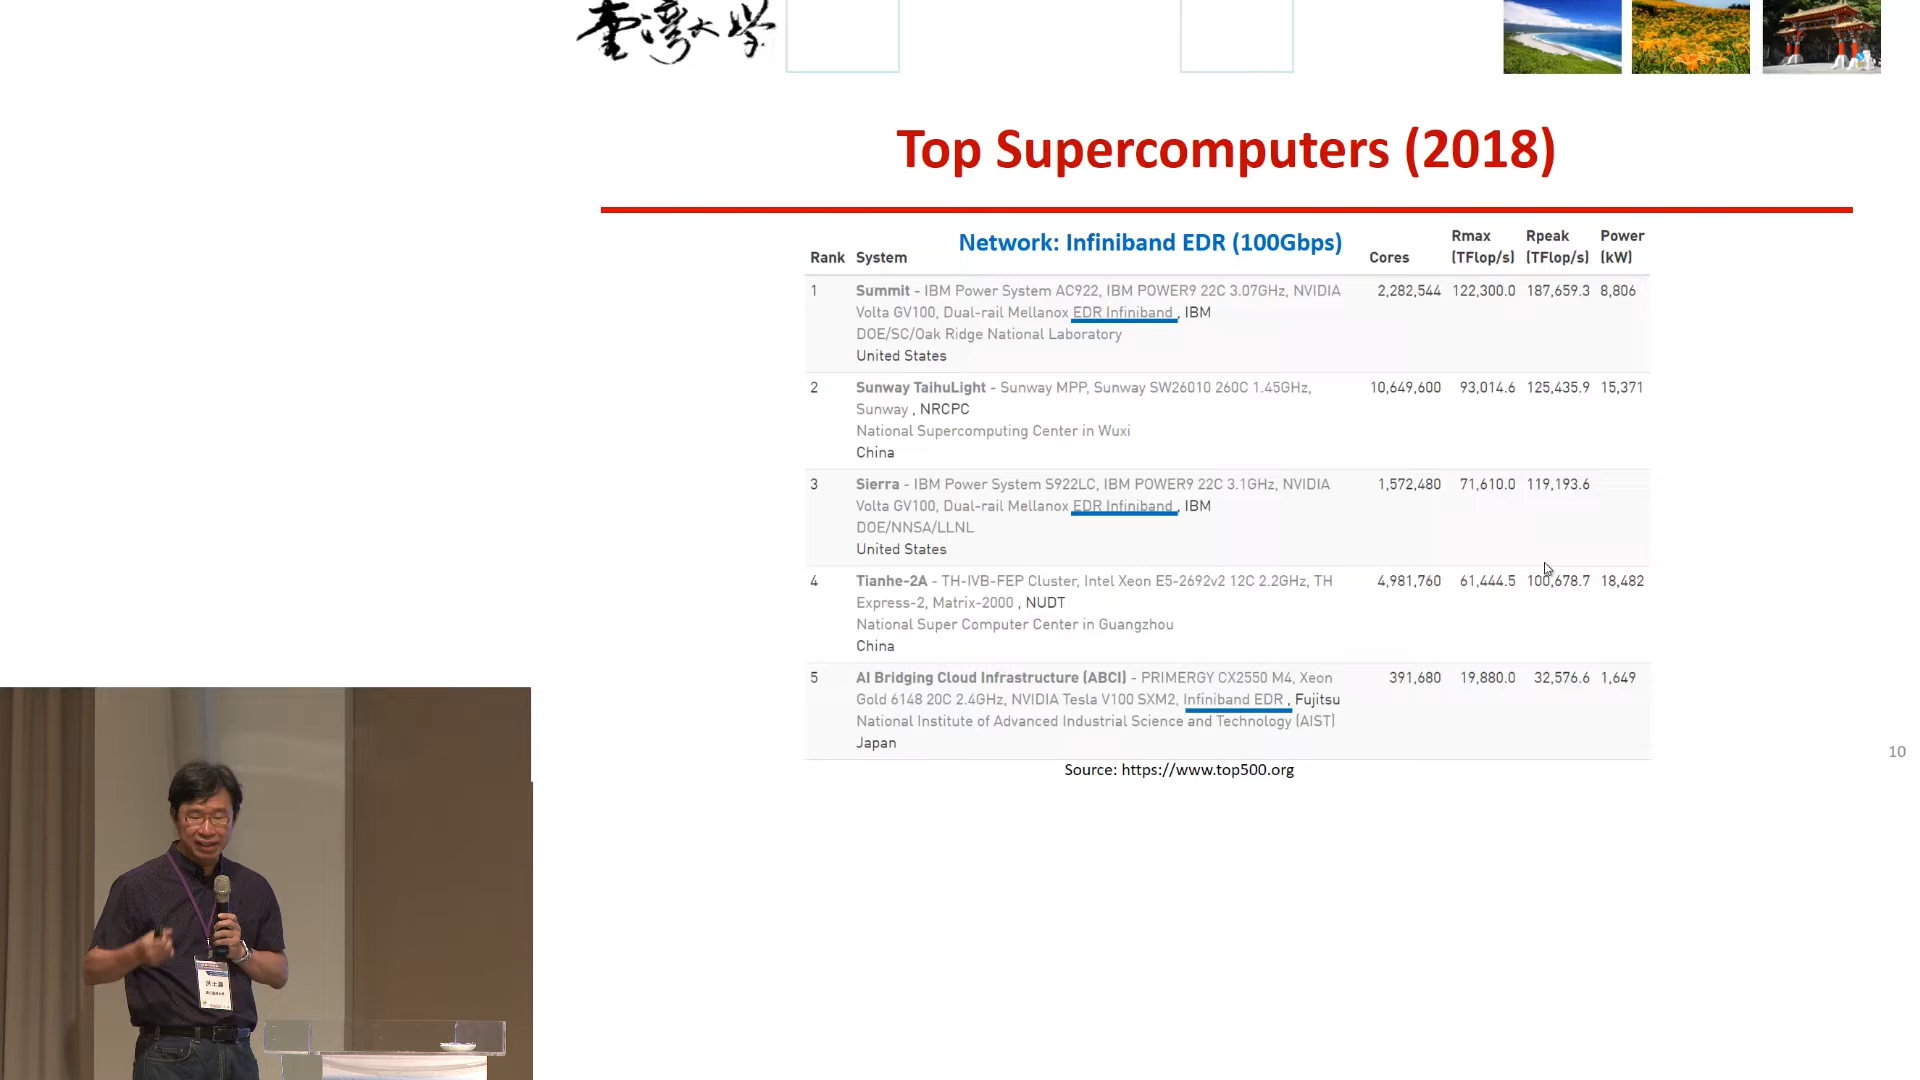 臺灣大學
Top Supercomputers (2018)
Network: Infiniband EDR (100Gbps)
Rank System Cores Rmax (TFlop/s) Rpeak (TFlop/s) Power (kW)
1 Summit - IBM Power System AC922, IBM POWER9 22C 3.07GHz, NVIDIA 2,282,544 122,300.0 187,659.3 8,806
Volta GV100, Dual-rail Mellanox EDR Infiniband , IBM
DOE/SC/Oak Ridge National Laboratory
United States
2 Sunway TaihuLight - Sunway MPP, Sunway SW26010 260C 1.45GHz, 10,649,600 93,014.6 125,435.9 15,371
Sunway , NRCPC
National Supercomputing Center in Wuxi
China
3 Sierra - IBM Power System S922LC, IBM POWER9 22C 3.1GHz, NVIDIA 1,572,480 71,610.0 119,193.6
Volta GV100, Dual-rail Mellanox EDR Infiniband , IBM
DOE/NNSA/LLNL
United States
4 Tianhe-2A - TH-IVB-FEP Cluster, Intel Xeon E5-2692v2 12C 2.2GHz, TH 4,981,760 61,444.5 100,678.7 18,482
Express-2, Matrix-2000 , NUDT
National Super Computer Center in Guangzhou
China
5 AI Bridging Cloud Infrastructure (ABCI) - PRIMERGY CX2550 M4, Xeon 391,680 19,880.0 32,576.6 1,649
Gold 6148 20C 2.4GHz, NVIDIA Tesla V100 SXM2, Infiniband EDR , Fujitsu
National Institute of Advanced Industrial Science and Technology (AIST)
Japan
Source: https://www.top500.org
10